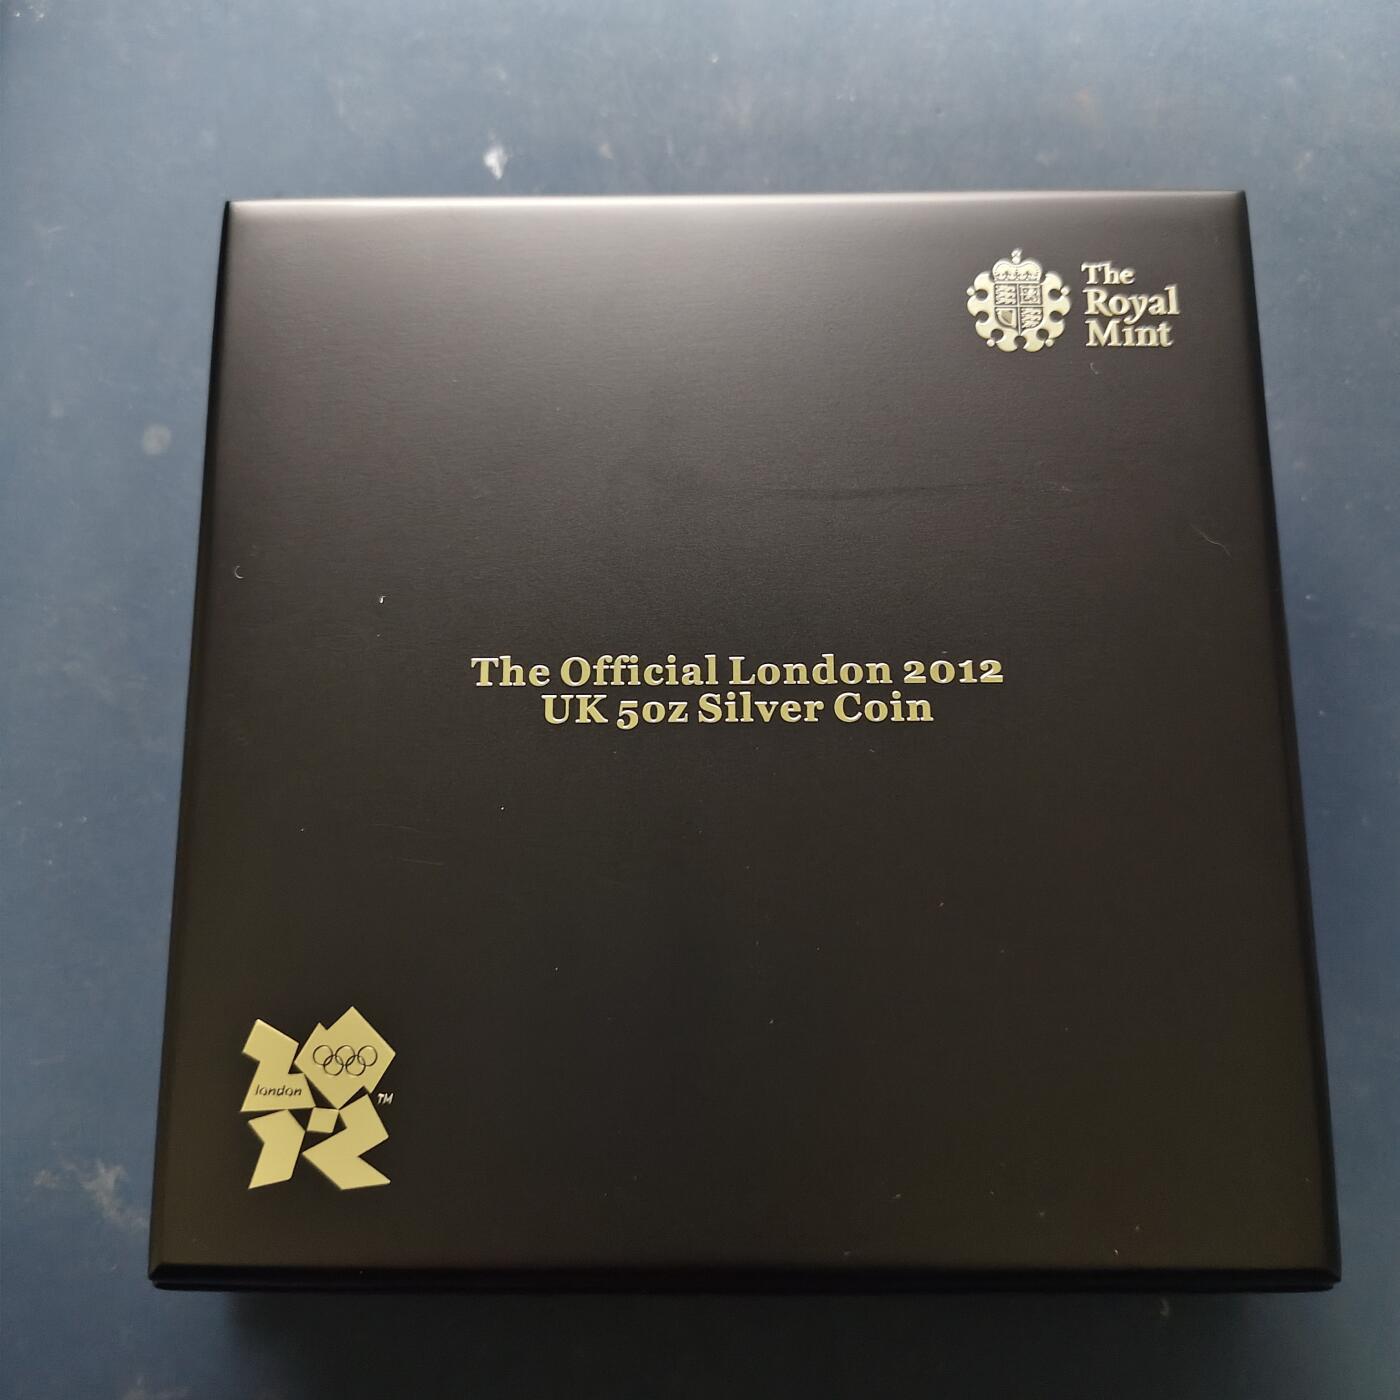 The
Royal
Mint
The Official London 2012
UK 5oz Silver Coin
london
TM